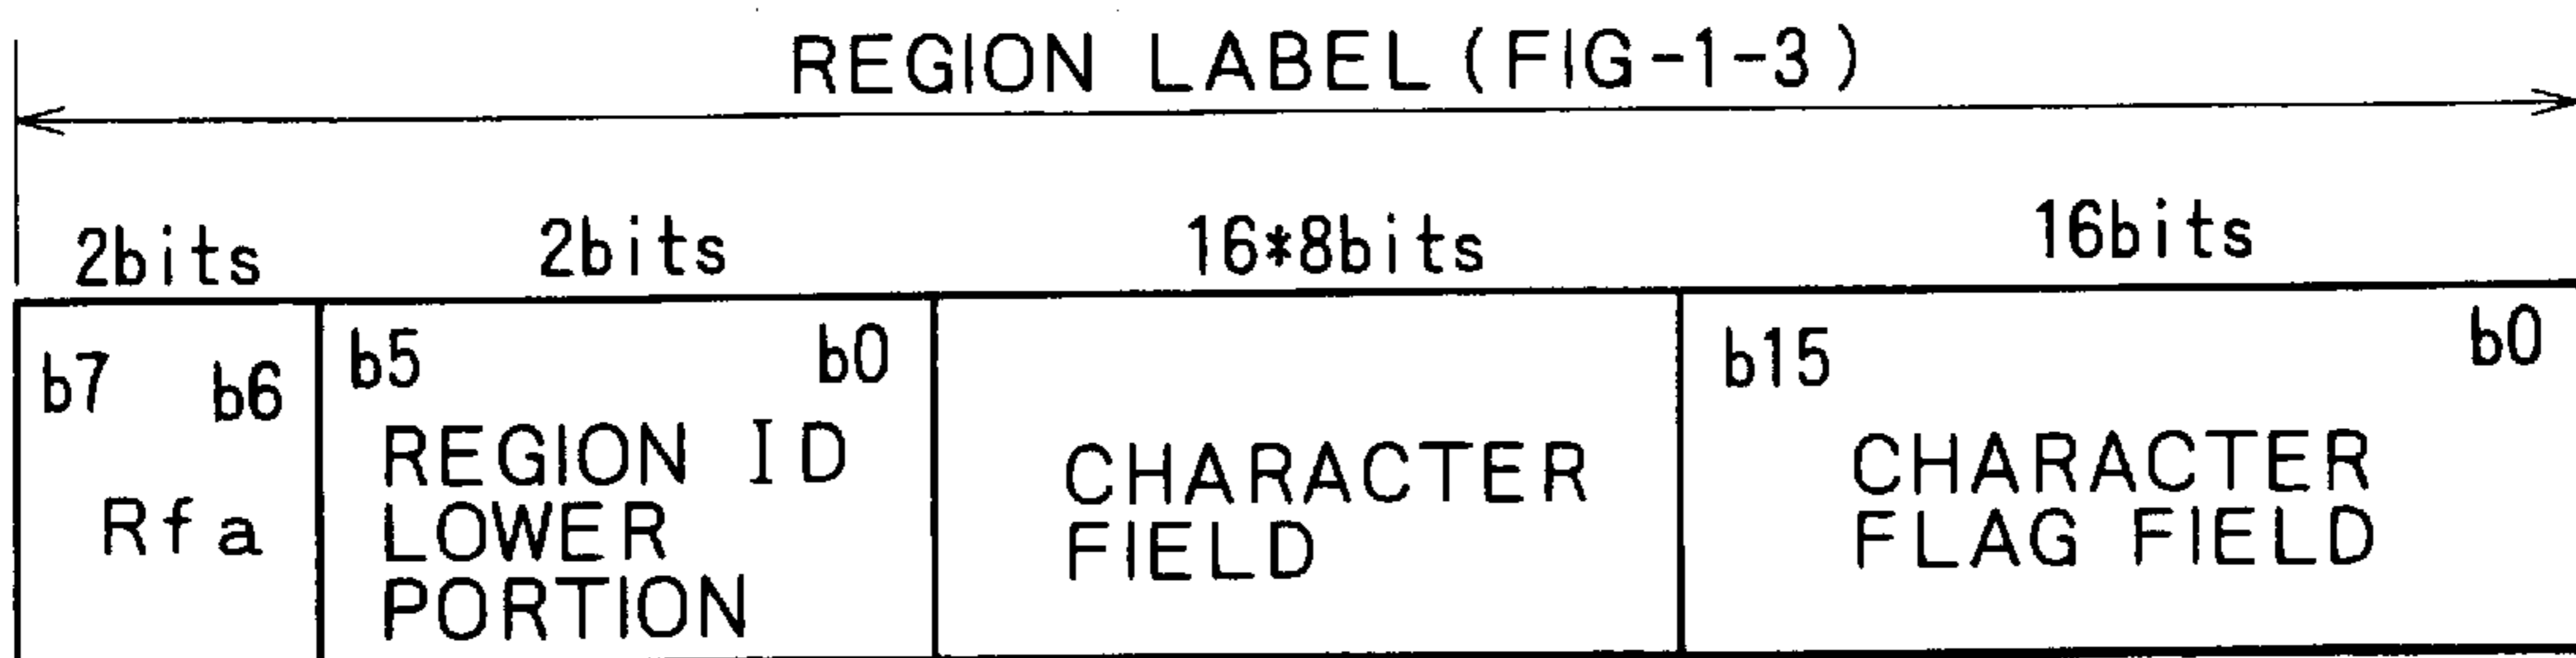 REGION LABEL (FIG-1-3)
2bits 2bits 16*8bits 16bits
b7 b6 b5 b0 b15 b0
Rfa
REGION ID
LOWER
PORTION
CHARACTER
FIELD
CHARACTER
FLAG FIELD